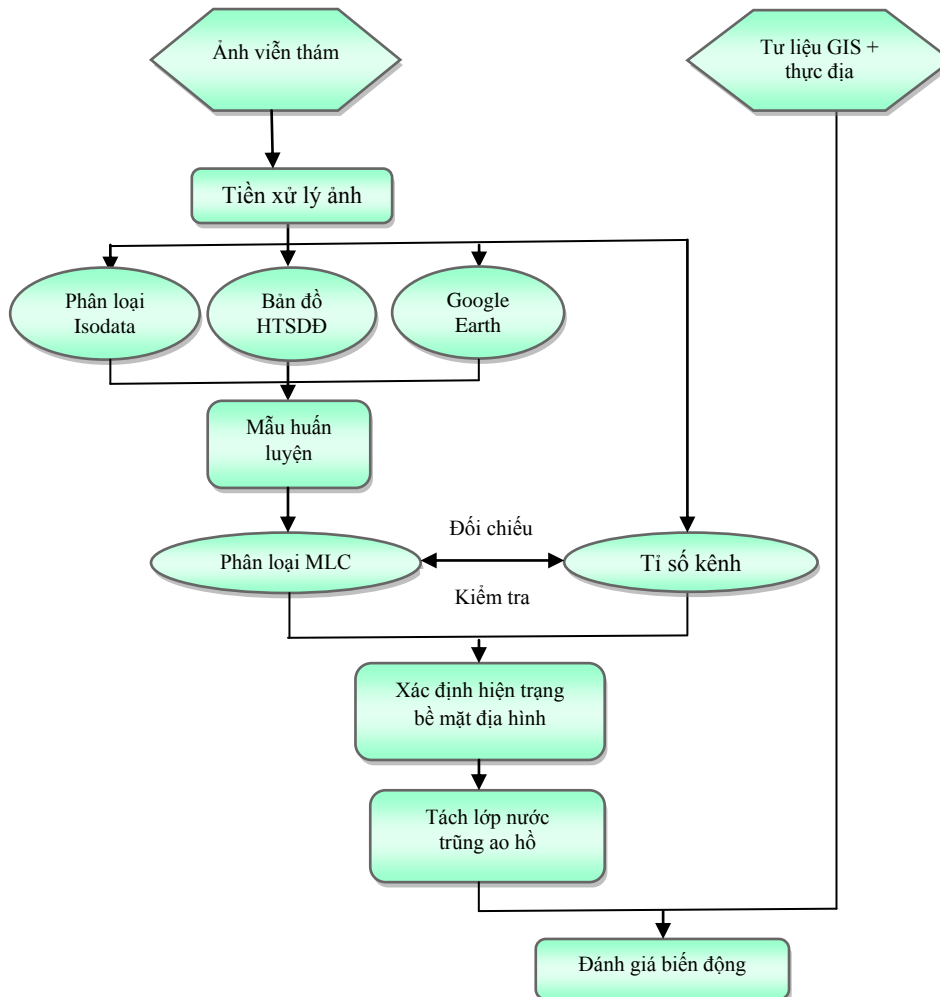 Ảnh viễn thám
Tư liệu GIS +
thực địa
Tiền xử lý ảnh
Phân loại
Isodata
Bản đồ
HTSDĐ
Google
Earth
Mẫu huấn
luyện
Đối chiếu
Phân loại MLC
Tỉ số kênh
Kiểm tra
Xác định hiện trạng
bề mặt địa hình
Tách lớp nước
trũng ao hồ
Đánh giá biến động